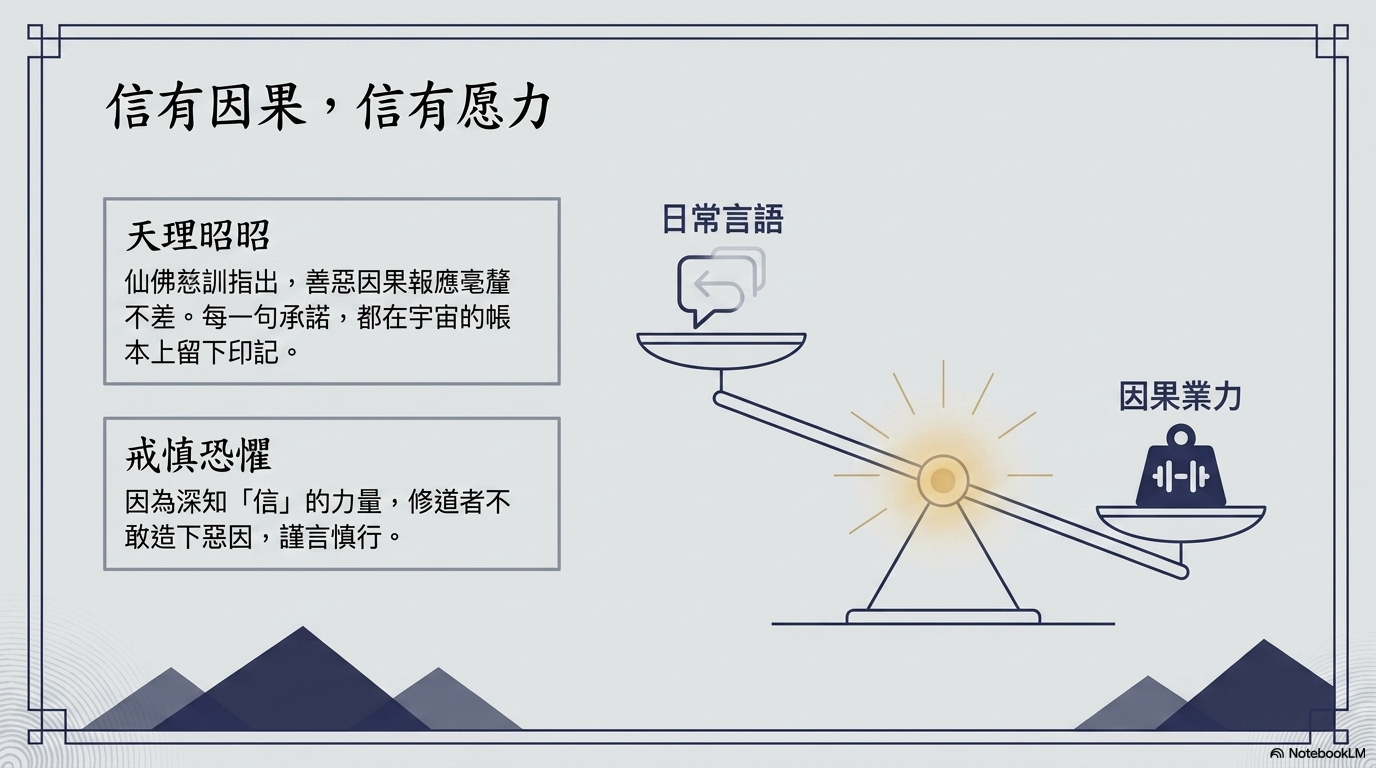 信有因果，信有愿力
天理昭昭
仙佛慈訓指出，善惡因果報應毫釐
不差。每一句承諾，都在宇宙的帳
本上留下印記。
戒慎恐懼
因為深知「信」的力量，修道者不
敢造下惡因，謹言慎行。
日常言語
因果業力
NotebookLM